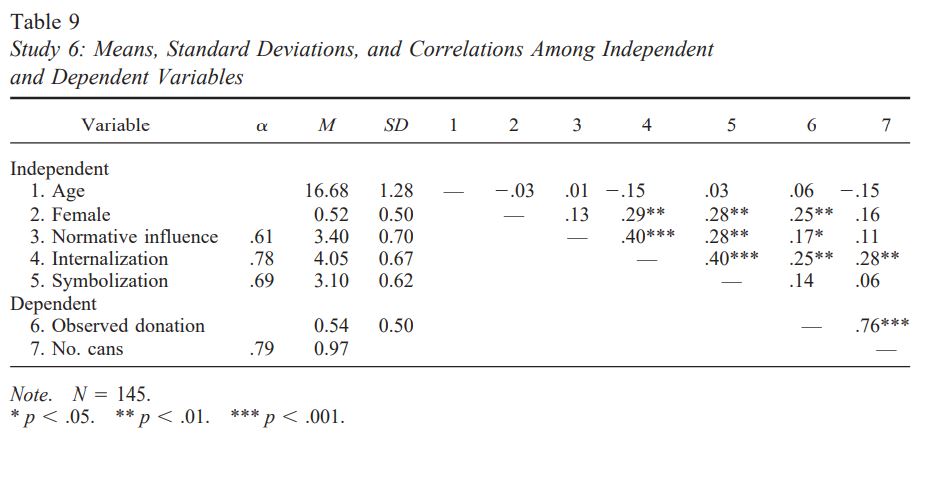 Table 9
Study 6: Means, Standard Deviations, and Correlations Among Independent
and Dependent Variables
Variable α M SD 1 2 3 4 5 6 7
Independent
1. Age 16.68 1.28 — −.03 .01 −.15 .03 .06 −.15
2. Female 0.52 0.50 — .13 .29** .28** .25** .16
3. Normative influence .61 3.40 0.70 — .40*** .28** .17* .11
4. Internalization .78 4.05 0.67 — .40*** .25** .28**
5. Symbolization .69 3.10 0.62 — .14 .06
Dependent
6. Observed donation 0.54 0.50 — .76***
7. No. cans .79 0.97 —
Note. N = 145.
* p < .05. ** p < .01. *** p < .001.